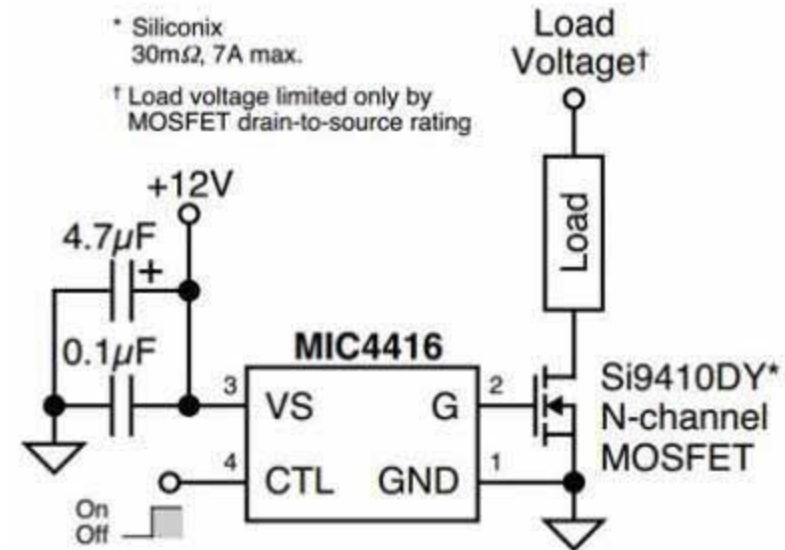 * Siliconix
30mΩ, 7A max.
† Load voltage limited only by
MOSFET drain-to-source rating
Load
Voltage†
+12V
4.7µF
+
0.1µF
Load
MIC4416
3
VS
G
2
4
CTL
GND
1
Si9410DY*
N-channel
MOSFET
On
Off